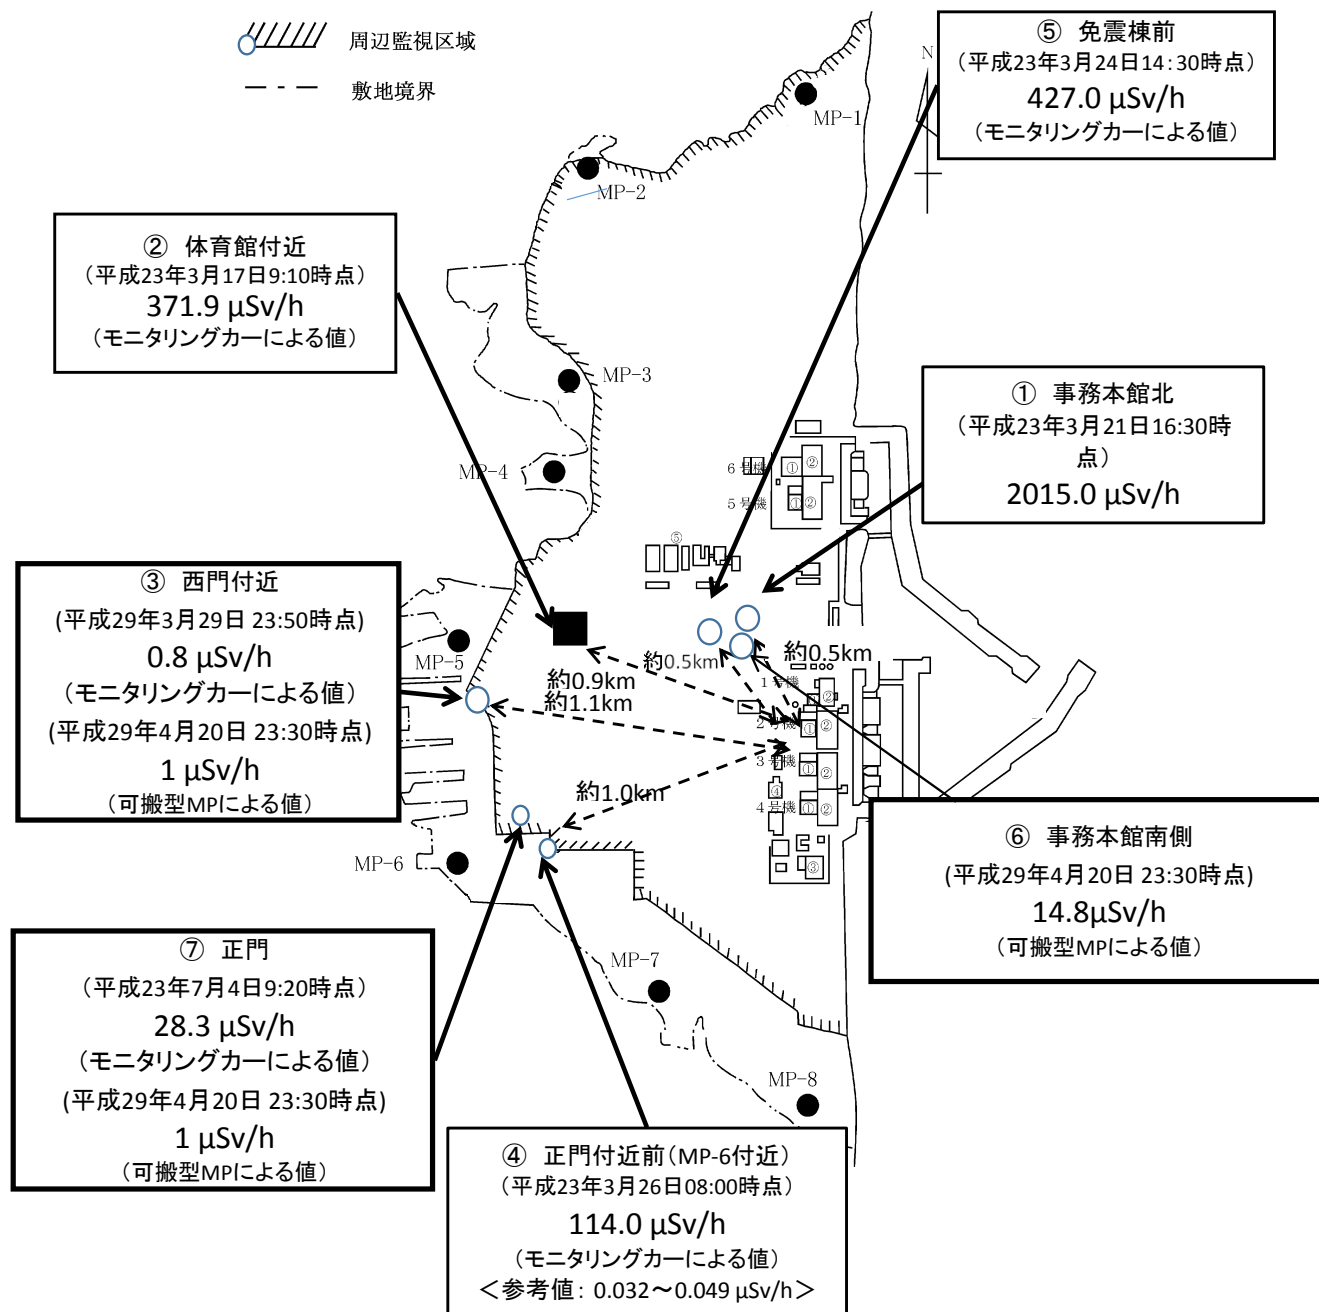 周辺監視区域
敷地境界
⑤ 免震棟前
（平成23年3月24日14：30時点）
427.0 μSv/h
（モニタリングカーによる値）
N
MP-1
MP-2
② 体育館付近
（平成23年3月17日9:10時点）
371.9 μSv/h
（モニタリングカーによる値）
MP-3
① 事務本館北
（平成23年3月21日16:30時
点）
2015.0 μSv/h
MP-4
6号機
①
②
5号機
①
②
⑤
③ 西門付近
(平成29年3月29日 23:50時点)
0.8 μSv/h
（モニタリングカーによる値）
(平成29年4月20日 23:30時点)
1 μSv/h
（可搬型MPによる値）
MP-5
約0.5km
約0.5km
約0.9km
約1.1km
1号機
②
2号機
①
②
3号機
①
②
約1.0km
④
4号機
①
②
③
MP-6
⑥ 事務本館南側
(平成29年4月20日 23:30時点)
14.8μSv/h
（可搬型MPによる値）
⑦ 正門
（平成23年7月4日9:20時点）
28.3 μSv/h
（モニタリングカーによる値）
(平成29年4月20日 23:30時点)
1 μSv/h
（可搬型MPによる値）
MP-7
MP-8
④ 正門付近前（MP-6付近）
（平成23年3月26日08:00時点）
114.0 μSv/h
（モニタリングカーによる値）
＜参考値：0.032～0.049 μSv/h＞